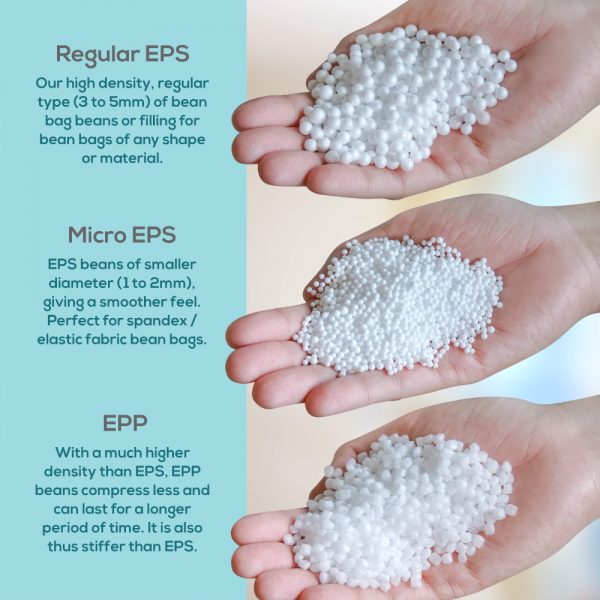 Regular EPS
Our high density, regular
type (3 to 5mm) of bean
bag beans or filling for
bean bags of any shape
or material.
Micro EPS
EPS beans of smaller
diameter (1 to 2mm),
giving a smoother feel.
Perfect for spandex /
elastic fabric bean bags.
EPP
With a much higher
density than EPS, EPP
beans compress less and
can last for a longer
period of time. It is also
thus stiffer than EPS.